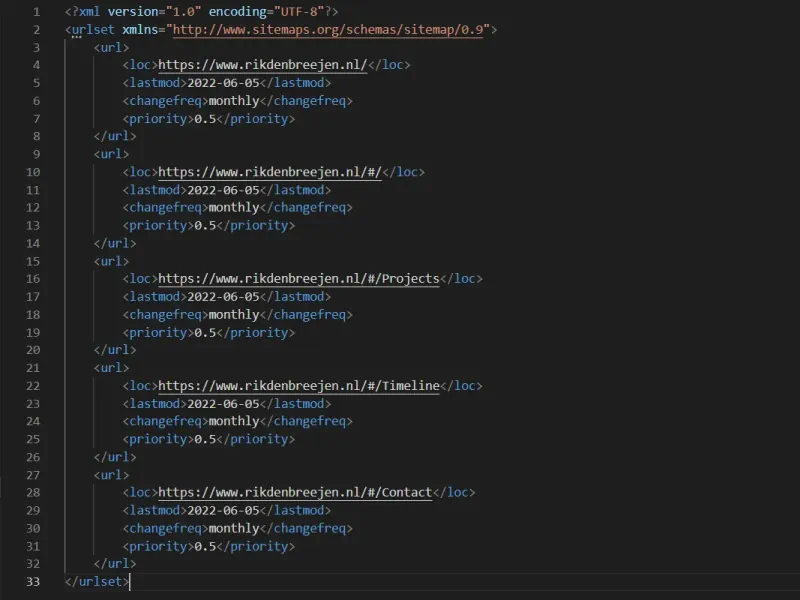 1 <?xml version="1.0" encoding="UTF-8"?>
2 <urlset xmlns="http://www.sitemaps.org/schemas/sitemap/0.9">
3 <url>
4 <loc>https://www.rikdenbreejen.nl/</loc>
5 <lastmod>2022-06-05</lastmod>
6 <changefreq>monthly</changefreq>
7 <priority>0.5</priority>
8 </url>
9 <url>
10 <loc>https://www.rikdenbreejen.nl/#/</loc>
11 <lastmod>2022-06-05</lastmod>
12 <changefreq>monthly</changefreq>
13 <priority>0.5</priority>
14 </url>
15 <url>
16 <loc>https://www.rikdenbreejen.nl/#/Projects</loc>
17 <lastmod>2022-06-05</lastmod>
18 <changefreq>monthly</changefreq>
19 <priority>0.5</priority>
20 </url>
21 <url>
22 <loc>https://www.rikdenbreejen.nl/#/Timeline</loc>
23 <lastmod>2022-06-05</lastmod>
24 <changefreq>monthly</changefreq>
25 <priority>0.5</priority>
26 </url>
27 <url>
28 <loc>https://www.rikdenbreejen.nl/#/Contact</loc>
29 <lastmod>2022-06-05</lastmod>
30 <changefreq>monthly</changefreq>
31 <priority>0.5</priority>
32 </url>
33 </urlset>